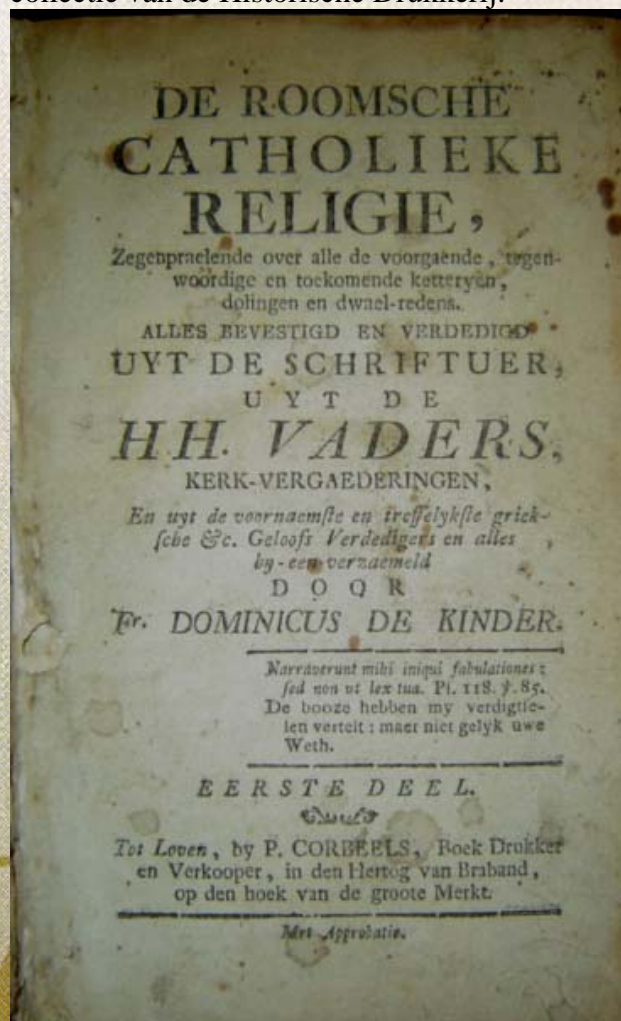 collectie van de Historische Drukkerij.
DE ROOMSCHE
CATHOLIEKE
RELIGIE,
Zegenpraelende over alle de voorgaende, tegen-
woordige en toekomende ketteryen,
dolingen en dwael-redens.
ALLES BEVESTIGD EN VERDEDIGD
UYT DE SCHRIFTUER,
UYT DE
HH. VADERS,
KERK-VERGAEDERINGEN,
En uyt de voornaemste en treffelykste griek-
sche &c. Geloofs Verdedigers en alles
by-een verzaemeld
DOOR
Fr. DOMINICUS DE KINDER.
Narraverunt mihi iniqui fabulationes:
sed non ut lex tua. Ps. 118. ℣. 85.
De booze hebben my verdigtse-
len vertelt: maer niet gelyk uwe
Weth.
EERSTE DEEL.
Tot Loven, by P. CORBEELS, Boek Drukker
en Verkooper, in den Hertog van Braband,
op den hoek van de groote Merkt.
Met Approbatie.